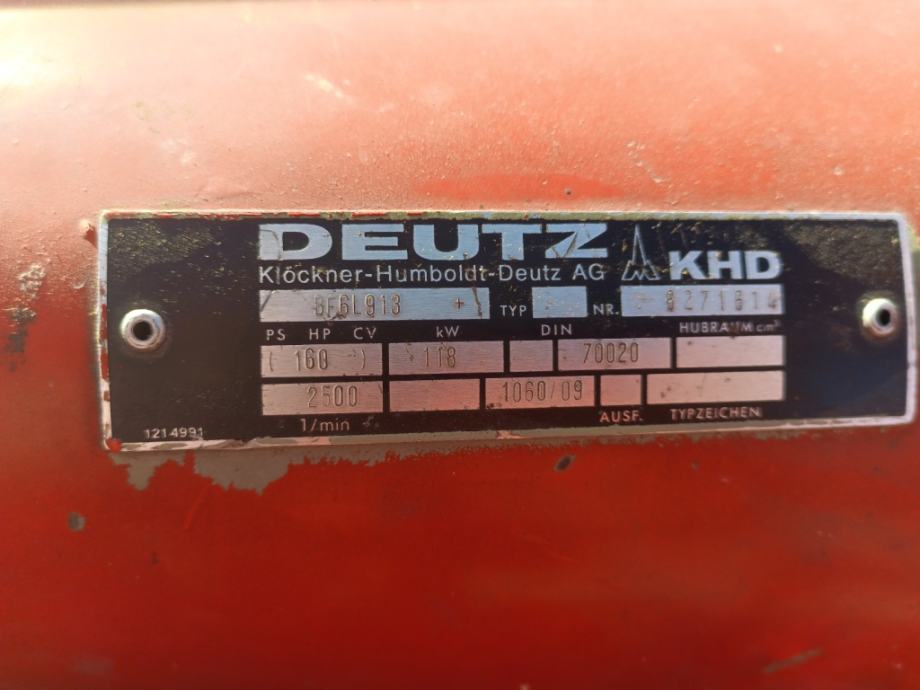 DEUTZ
Klöckner-Humboldt-Deutz AG KHD
BF6L913 + TYP NR. 8271614
PS HP CV kW DIN HUBRAUM cm³
( 160 ) 118 70020
2500 1060/09
1/min AUSF. TYPZEICHEN
1214991